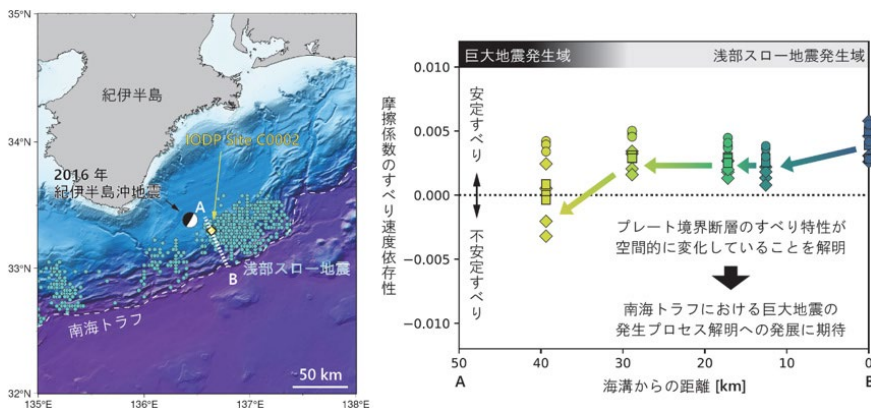 35°N
34°N
33°N
32°N
135°E
136°E
137°E
138°E
紀伊半島
IODP Site C0002
2016 年
紀伊半島沖地震
A
B
浅部スロー地震
南海トラフ
50 km
摩擦係数のすべり速度依存性
0.010
0.005
0.000
−0.005
−0.010
巨大地震発生域
浅部スロー地震発生域
安定すべり
不安定すべり
プレート境界断層のすべり特性が
空間的に変化していることを解明
南海トラフにおける巨大地震の
発生プロセス解明への発展に期待
50
40
30
20
10
0
A
海溝からの距離 [km]
B